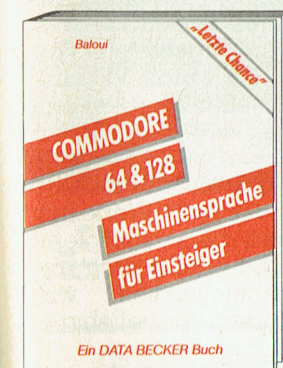 Baloui
„Letzte Chance"
COMMODORE
64 & 128
Maschinensprache
für Einsteiger
Ein DATA BECKER Buch